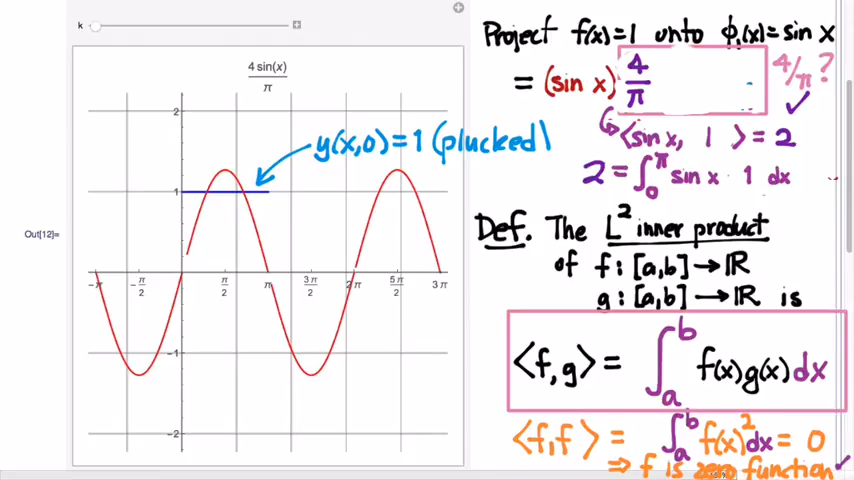 k
4 sin(x)
π
2
1
-1
-2
-π
-π/2
π/2
π
3π/2
2π
5π/2
3π
Out[12]=
y(x,0)=1 (plucked)
Project f(x)=1 unto ϕ₁(x)=sin x
= (sin x) 4/π
4/π ?
✓
⟨sin x, 1⟩ = 2
2 = ∫₀^π sin x · 1 dx
Def. The L² inner product
of f : [a,b] → ℝ
g : [a,b] → ℝ is
⟨f,g⟩ = ∫ₐᵇ f(x)g(x)dx
⟨f,f⟩ = ∫ₐᵇ f(x)²dx = 0
⇒ f is zero function ✓